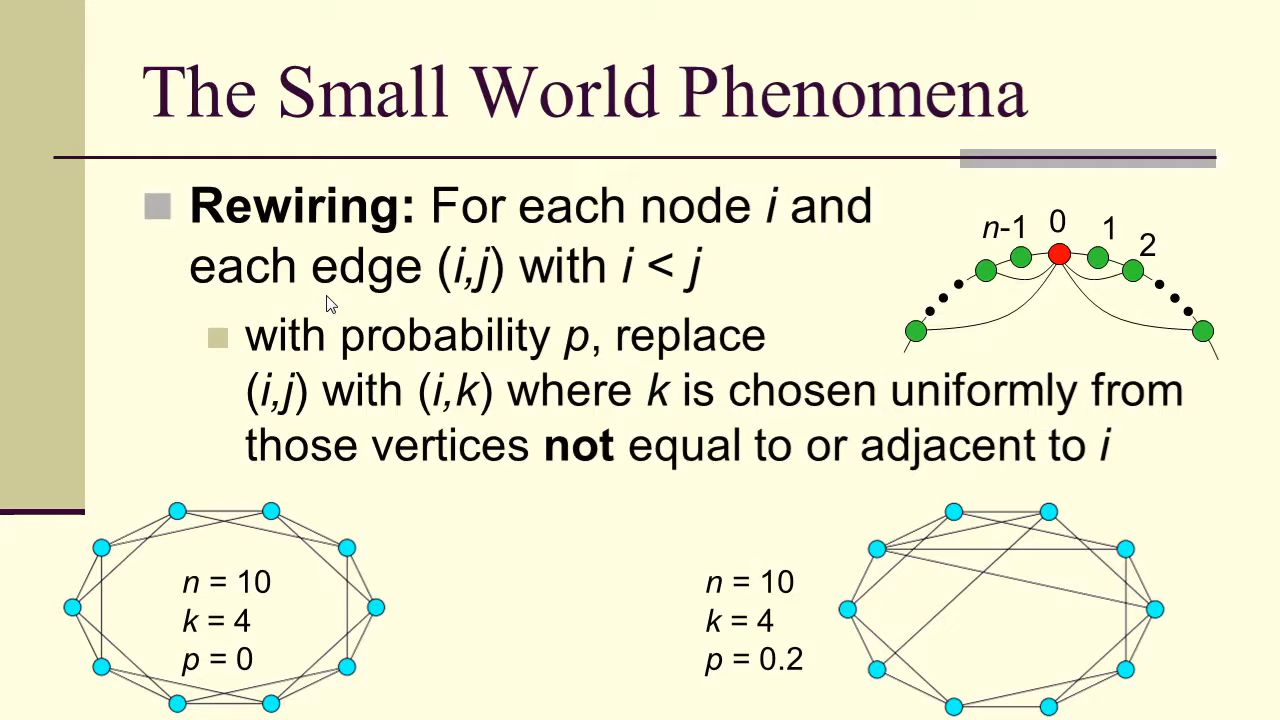 The Small World Phenomena
Rewiring: For each node i and
each edge (i,j) with i < j
n-1 0 1 2
with probability p, replace
(i,j) with (i,k) where k is chosen uniformly from
those vertices not equal to or adjacent to i
n = 10
k = 4
p = 0
n = 10
k = 4
p = 0.2